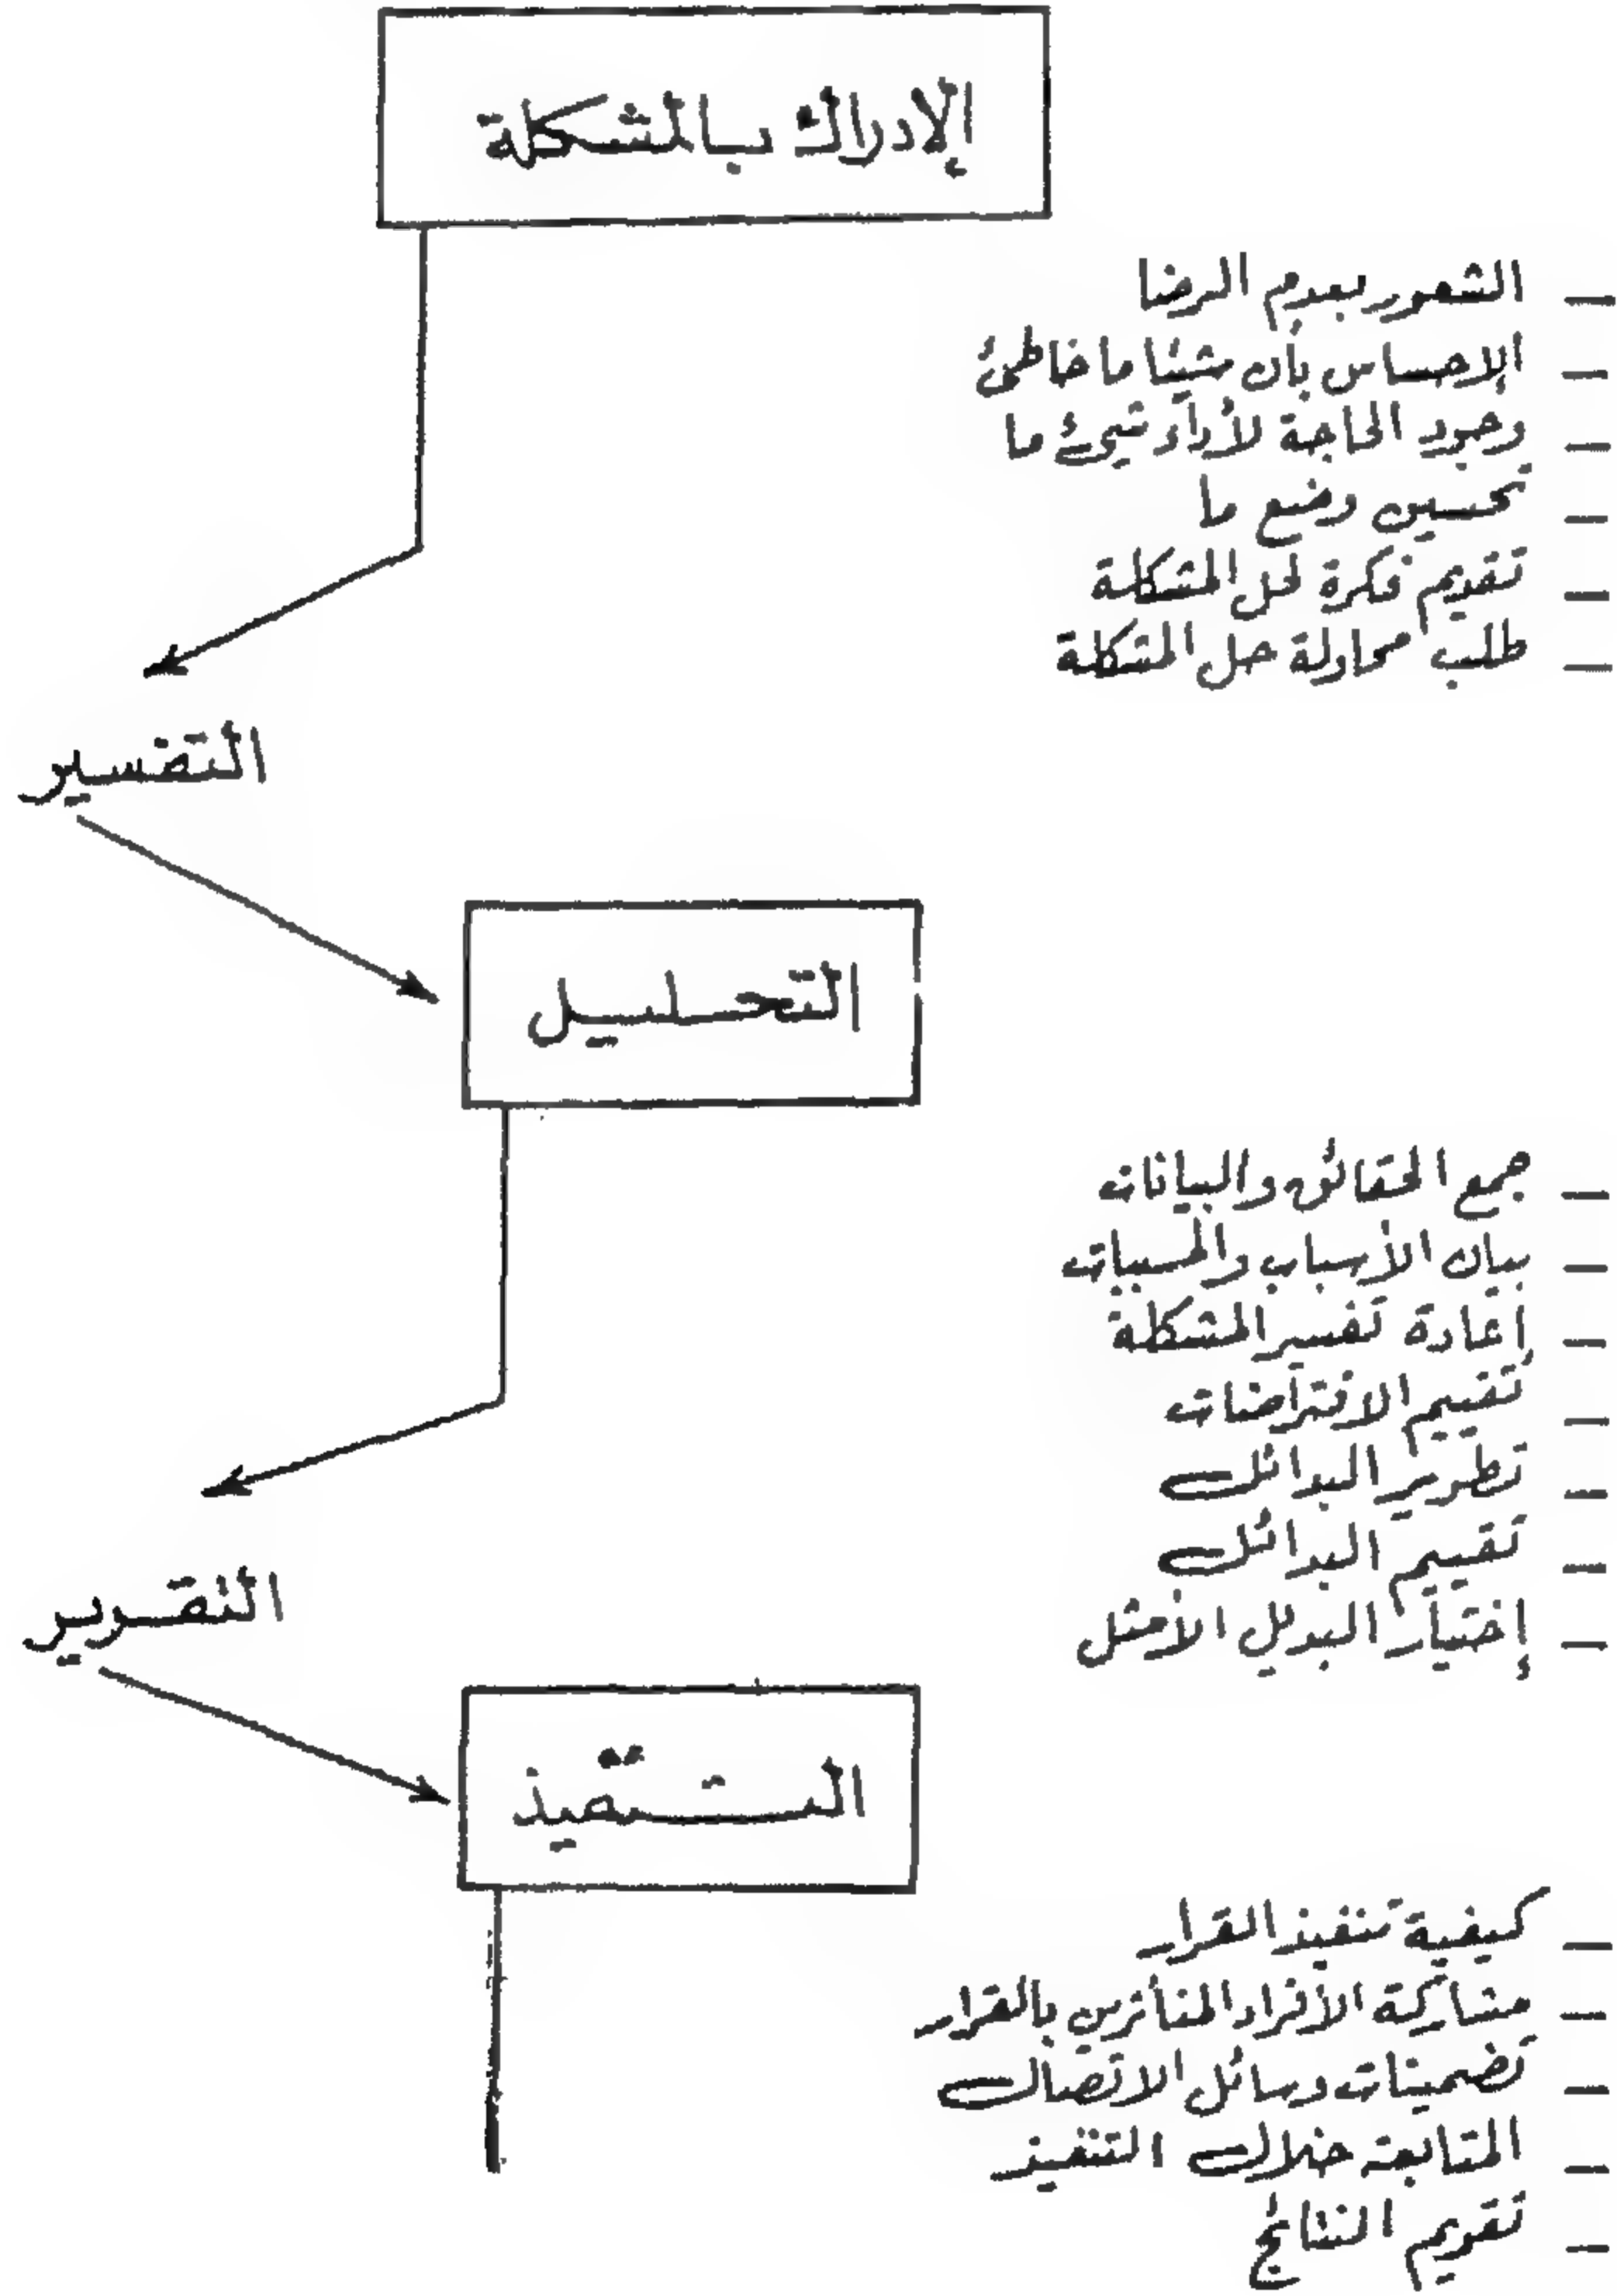 الإدراك بالمشكلة
— الشعور بعدم الرضا
— الإحساس بأن شيئا ما خاطئ
— وجود الحاجة لأداء شيئ ما
— تحسين وضع ما
— تقديم فكرة لحل المشكلة
— طلب محاولة حل المشكلة
التفسير
التحليل
— جمع الحقائق والبيانات
— بيان الأسباب والمسببات
— اعادة تفسير المشكلة
— تقييم الافتراضات
— تطوير البدائل
— تقييم البدائل
— إختيار البديل الأمثل
التقرير
التنفيذ
— كيفية تنفيذ القرار
— مشاركة الأفراد المتأثرين بالقرار
— تضمينات وسائل الاتصال
— المتابعة خلال التنفيذ
— تقويم النتائج